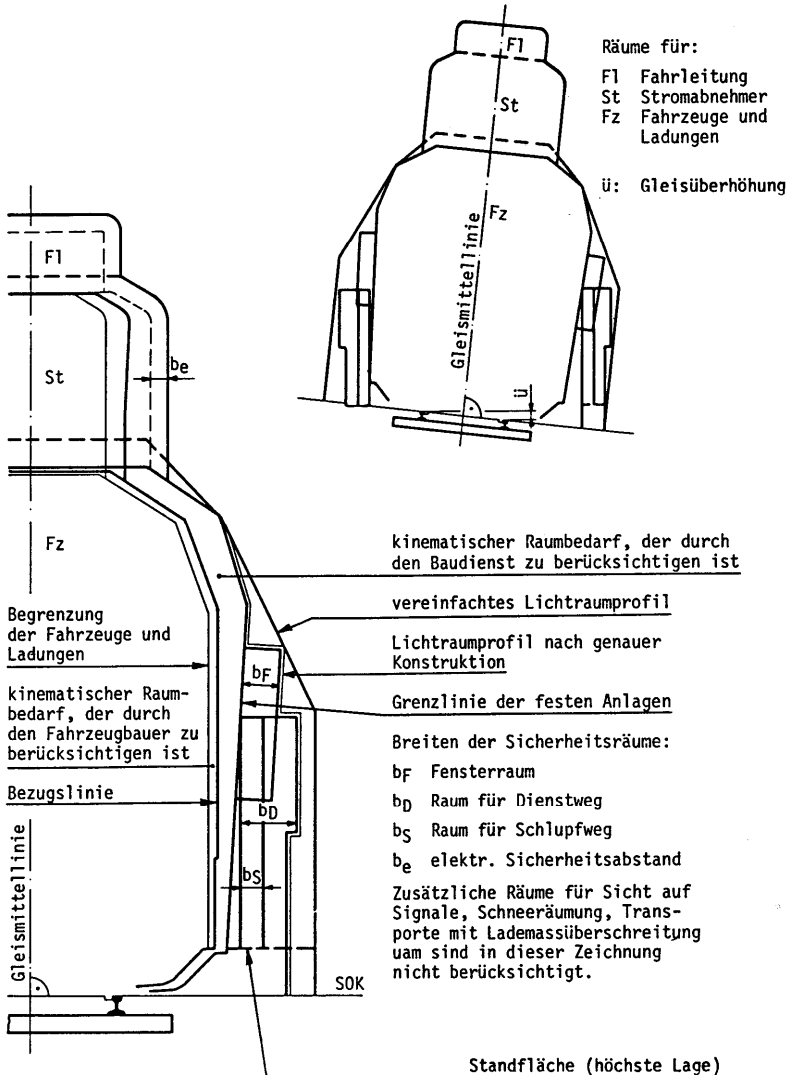 Räume für:
Fl Fahrleitung
St Stromabnehmer
Fz Fahrzeuge und
Ladungen
ü: Gleisüberhöhung
Fl
St
Fz
Gleismittellinie
ü
Fl
St
be
Fz
Begrenzung
der Fahrzeuge und
Ladungen
kinematischer Raum-
bedarf, der durch
den Fahrzeugbauer zu
berücksichtigen ist
Bezugslinie
Gleismittellinie
bF
bD
bS
SOK
kinematischer Raumbedarf, der durch
den Baudienst zu berücksichtigen ist
vereinfachtes Lichtraumprofil
Lichtraumprofil nach genauer
Konstruktion
Grenzlinie der festen Anlagen
Breiten der Sicherheitsräume:
bF Fensterraum
bD Raum für Dienstweg
bS Raum für Schlupfweg
be elektr. Sicherheitsabstand
Zusätzliche Räume für Sicht auf
Signale, Schneeräumung, Trans-
porte mit Lademassüberschreitung
uam sind in dieser Zeichnung
nicht berücksichtigt.
Standfläche (höchste Lage)